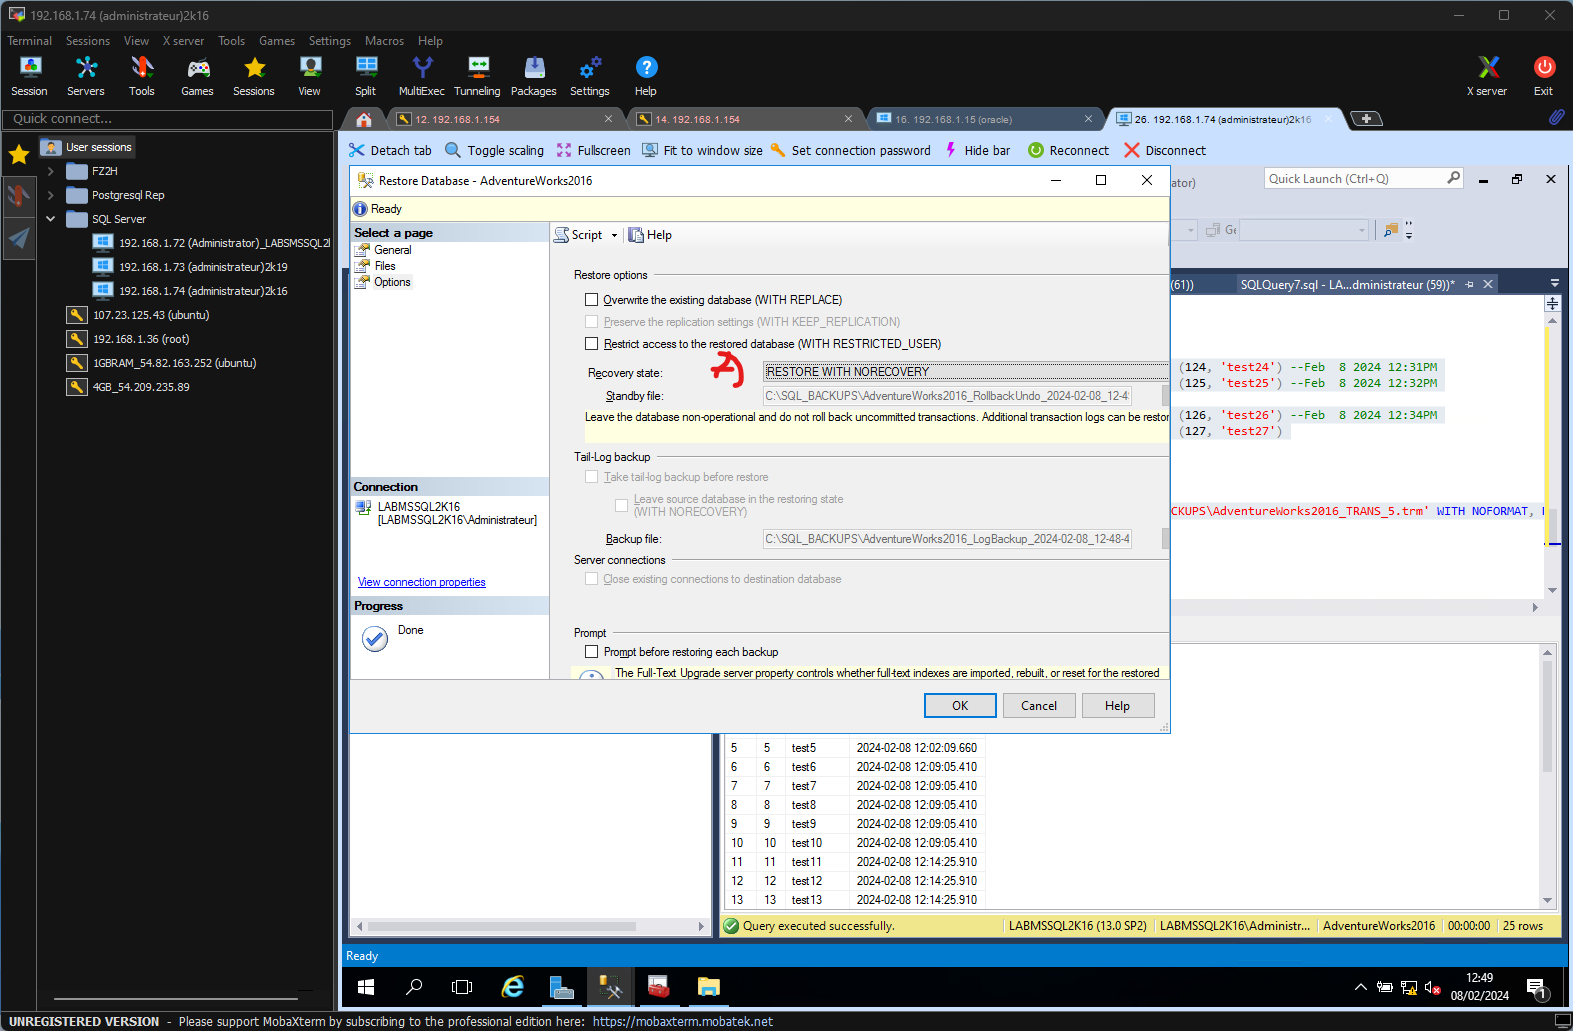 192.168.1.74 (administrateur)2k16
Terminal Sessions View X server Tools Games Settings Macros Help
Session Servers Tools Games Sessions View Split MultiExec Tunneling Packages Settings Help X server Exit
Quick connect...
12. 192.168.1.154 14. 192.168.1.154 16. 192.168.1.15 (oracle) 26. 192.168.1.74 (administrateur)2k16
User sessions
FZ2H
Postgresql Rep
SQL Server
192.168.1.72 (Administrator)_LABSMSSQL2
192.168.1.73 (administrateur)2k19
192.168.1.74 (administrateur)2k16
107.23.125.43 (ubuntu)
192.168.1.36 (root)
1GBRAM_54.82.163.252 (ubuntu)
4GB_54.209.235.89
Detach tab Toggle scaling Fullscreen Fit to window size Set connection password Hide bar Reconnect Disconnect
Restore Database - AdventureWorks2016
ator)
Quick Launch (Ctrl+Q)
Ready
Select a page
General
Files
Options
Script Help
Ge
Restore options
Overwrite the existing database (WITH REPLACE)
Preserve the replication settings (WITH KEEP_REPLICATION)
Restrict access to the restored database (WITH RESTRICTED_USER)
Recovery state: RESTORE WITH NORECOVERY
Standby file: C:\SQL_BACKUPS\AdventureWorks2016_RollbackUndo_2024-02-08_12-4
Leave the database non-operational and do not roll back uncommitted transactions. Additional transaction logs can be restor
Tail-Log backup
Take tail-log backup before restore
Leave source database in the restoring state
(WITH NORECOVERY)
Backup file: C:\SQL_BACKUPS\AdventureWorks2016_LogBackup_2024-02-08_12-48-4
Server connections
Close existing connections to destination database
Prompt
Prompt before restoring each backup
The Full-Text Upgrade server property controls whether full-text indexes are imported, rebuilt, or reset for the restored
Connection
LABMSSQL2K16
[LABMSSQL2K16\Administrateur]
View connection properties
Progress
Done
OK Cancel Help
(61)) SQLQuery7.sql - LA...dministrateur (59))*
(124, 'test24') --Feb  8 2024 12:31PM
(125, 'test25') --Feb  8 2024 12:32PM
(126, 'test26') --Feb  8 2024 12:34PM
(127, 'test27')
CKUPS\AdventureWorks2016_TRANS_5.trm' WITH NOFORMAT,
5 5 test5 2024-02-08 12:02:09.660
6 6 test6 2024-02-08 12:09:05.410
7 7 test7 2024-02-08 12:09:05.410
8 8 test8 2024-02-08 12:09:05.410
9 9 test9 2024-02-08 12:09:05.410
10 10 test10 2024-02-08 12:09:05.410
11 11 test11 2024-02-08 12:14:25.910
12 12 test12 2024-02-08 12:14:25.910
13 13 test13 2024-02-08 12:14:25.910
Query executed successfully. LABMSSQL2K16 (13.0 SP2) LABMSSQL2K16\Administr... AdventureWorks2016 00:00:00 25 rows
Ready
12:49
08/02/2024
1
UNREGISTERED VERSION - Please support MobaXterm by subscribing to the professional edition here: https://mobaxterm.mobatek.net